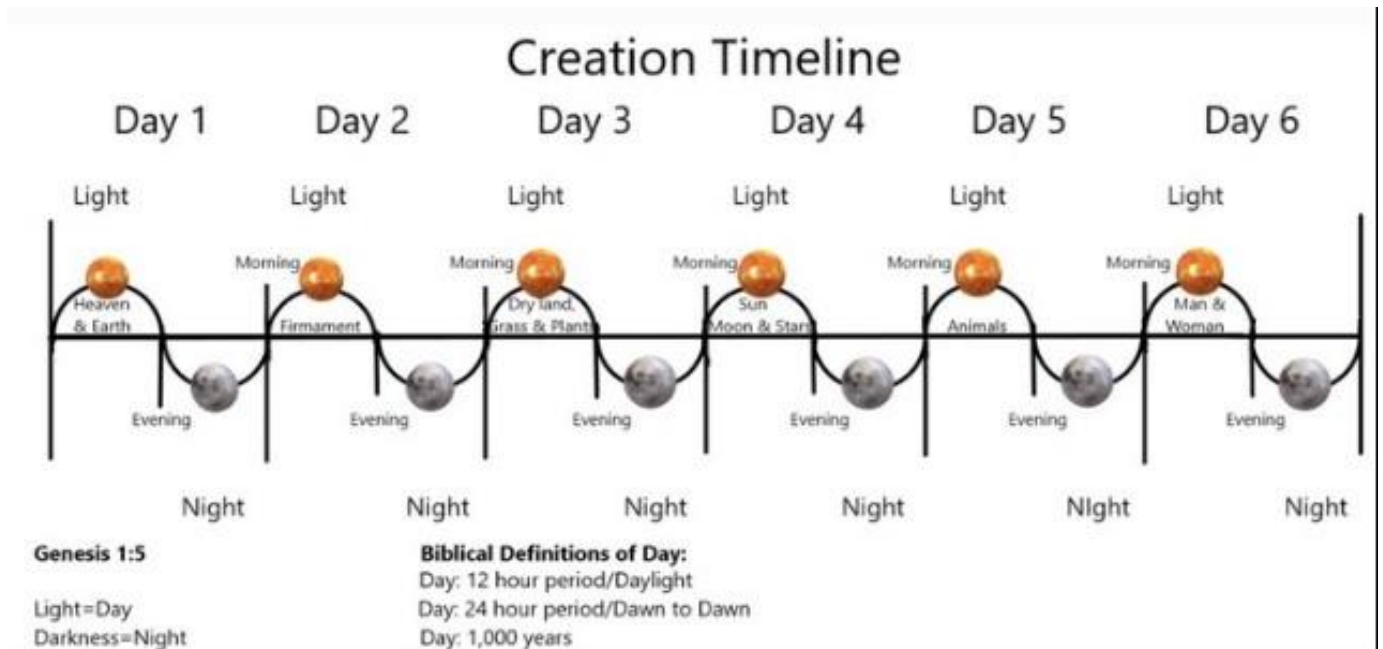 Creation Timeline
Day 1 Day 2 Day 3 Day 4 Day 5 Day 6
Light Light Light Light Light Light
Morning Morning Morning Morning Morning
Heaven Dry land, Sun Man &
& Earth Firmament Grass & Plants Moon & Stars Animals Woman
Evening Evening Evening Evening Evening Evening
Night Night Night Night NIght Night
Genesis 1:5 Biblical Definitions of Day:
Day: 12 hour period/Daylight
Light=Day Day: 24 hour period/Dawn to Dawn
Darkness=Night Day: 1,000 years